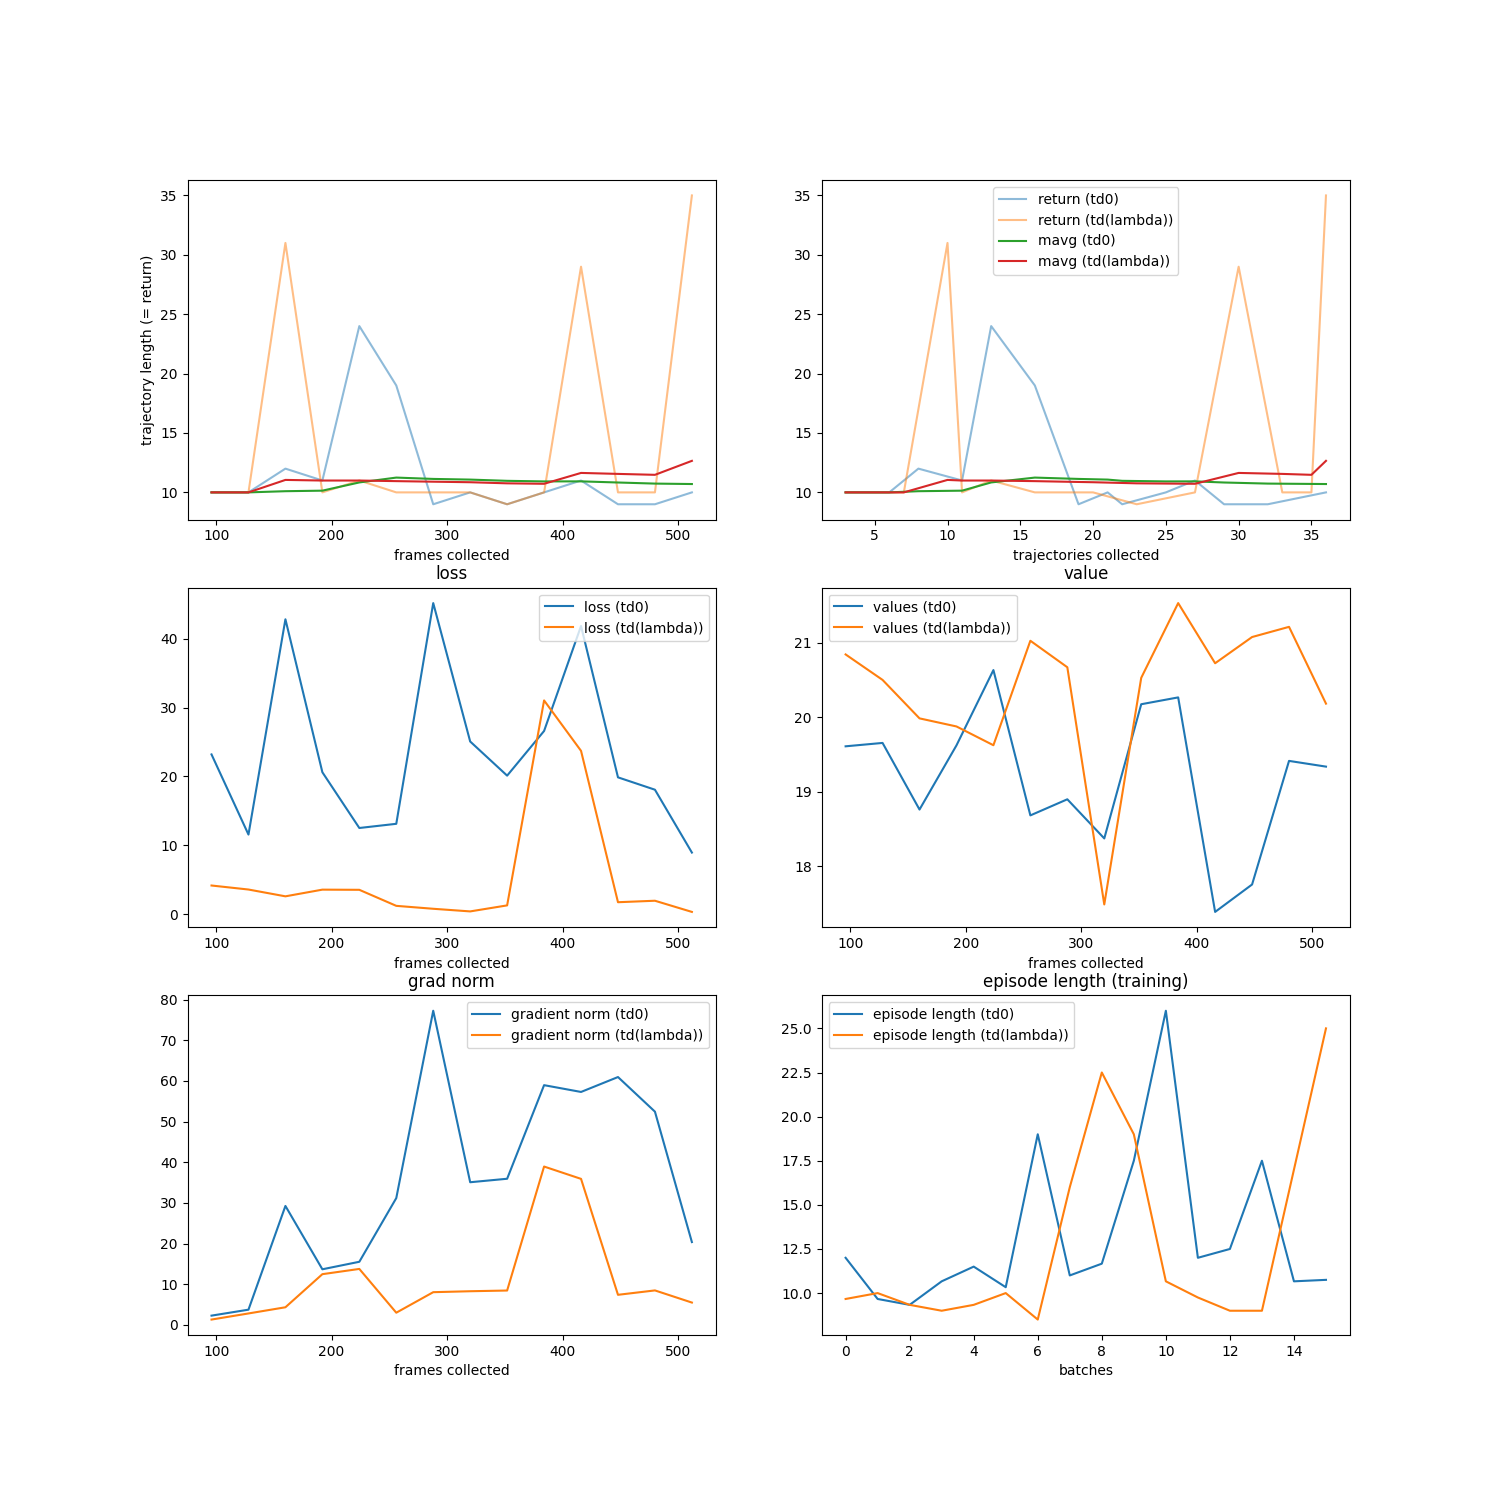 35
30
25
20
15
10
trajectory length (= return)
100 200 300 400 500
frames collected
return (td0)
return (td(lambda))
mavg (td0)
mavg (td(lambda))
35
30
25
20
15
10
5 10 15 20 25 30 35
trajectories collected
loss
loss (td0)
loss (td(lambda))
40
30
20
10
0
100 200 300 400 500
frames collected
value
values (td0)
values (td(lambda))
21
20
19
18
100 200 300 400 500
frames collected
grad norm
gradient norm (td0)
gradient norm (td(lambda))
80
70
60
50
40
30
20
10
0
100 200 300 400 500
frames collected
episode length (training)
episode length (td0)
episode length (td(lambda))
25.0
22.5
20.0
17.5
15.0
12.5
10.0
0 2 4 6 8 10 12 14
batches